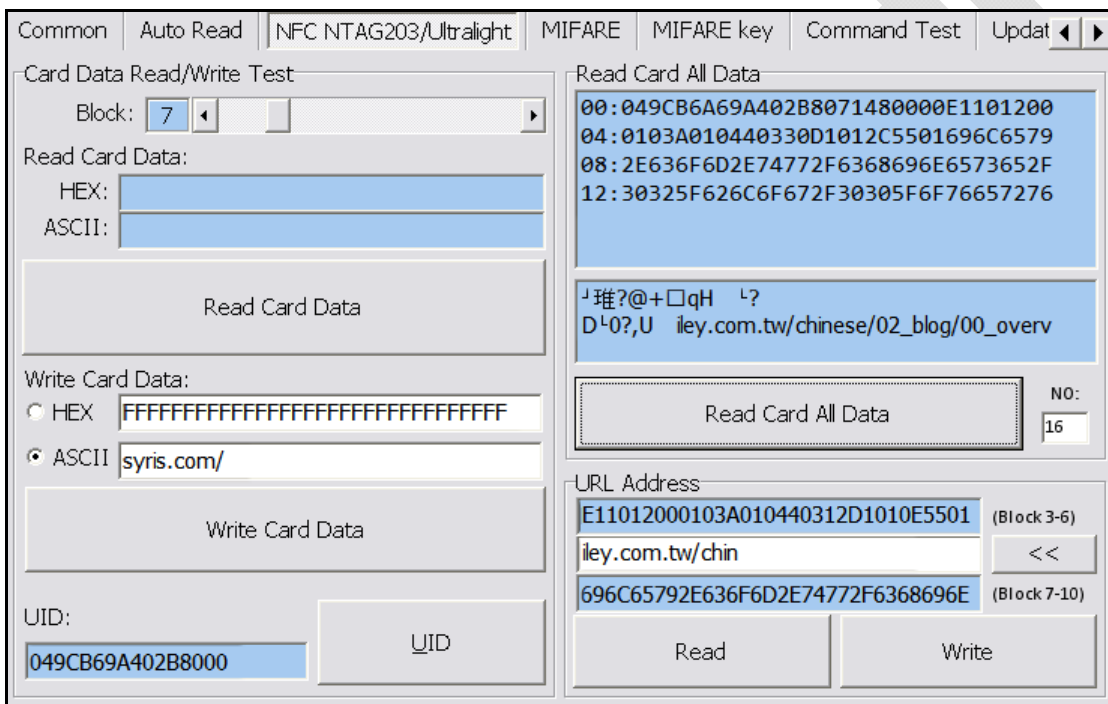 Common Auto Read NFC NTAG203/Ultralight MIFARE MIFARE key Command Test Updat
Card Data Read/Write Test
Block: 7
Read Card Data:
HEX:
ASCII:
Read Card Data
Write Card Data:
HEX FFFFFFFFFFFFFFFFFFFFFFFFFFFFFFFF
ASCII syris.com/
Write Card Data
UID:
049CB69A402B8000
UID
Read Card All Data
00:049CB6A69A402B8071480000E1101200
04:0103A010440330D1012C5501696C6579
08:2E636F6D2E74772F6368696E6573652F
12:30325F626C6F672F30305F6F76657276
┘琟?@+□qH └?
D└0?,U iley.com.tw/chinese/02_blog/00_overv
Read Card All Data
NO:
16
URL Address
E11012000103A010440312D1010E5501 (Block 3-6)
iley.com.tw/chin <<
696C65792E636F6D2E74772F6368696E (Block 7-10)
Read Write